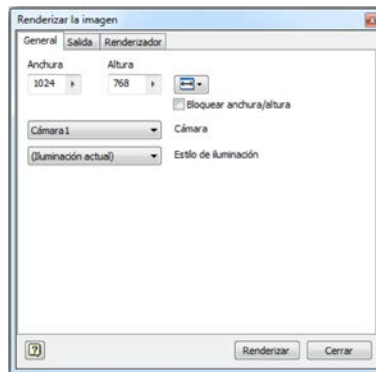 Renderizar la imagen
General Salida Renderizador
Anchura Altura
1024 768
Bloquear anchura/altura
Cámara1 Cámara
(Iluminación actual) Estilo de iluminación
Renderizar Cerrar